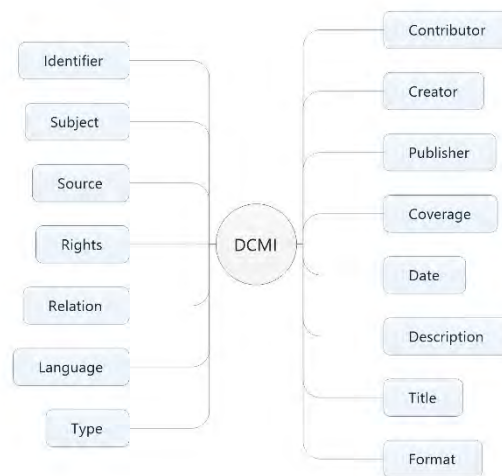 Identifier
Subject
Source
Rights
Relation
Language
Type
DCMI
Contributor
Creator
Publisher
Coverage
Date
Description
Title
Format